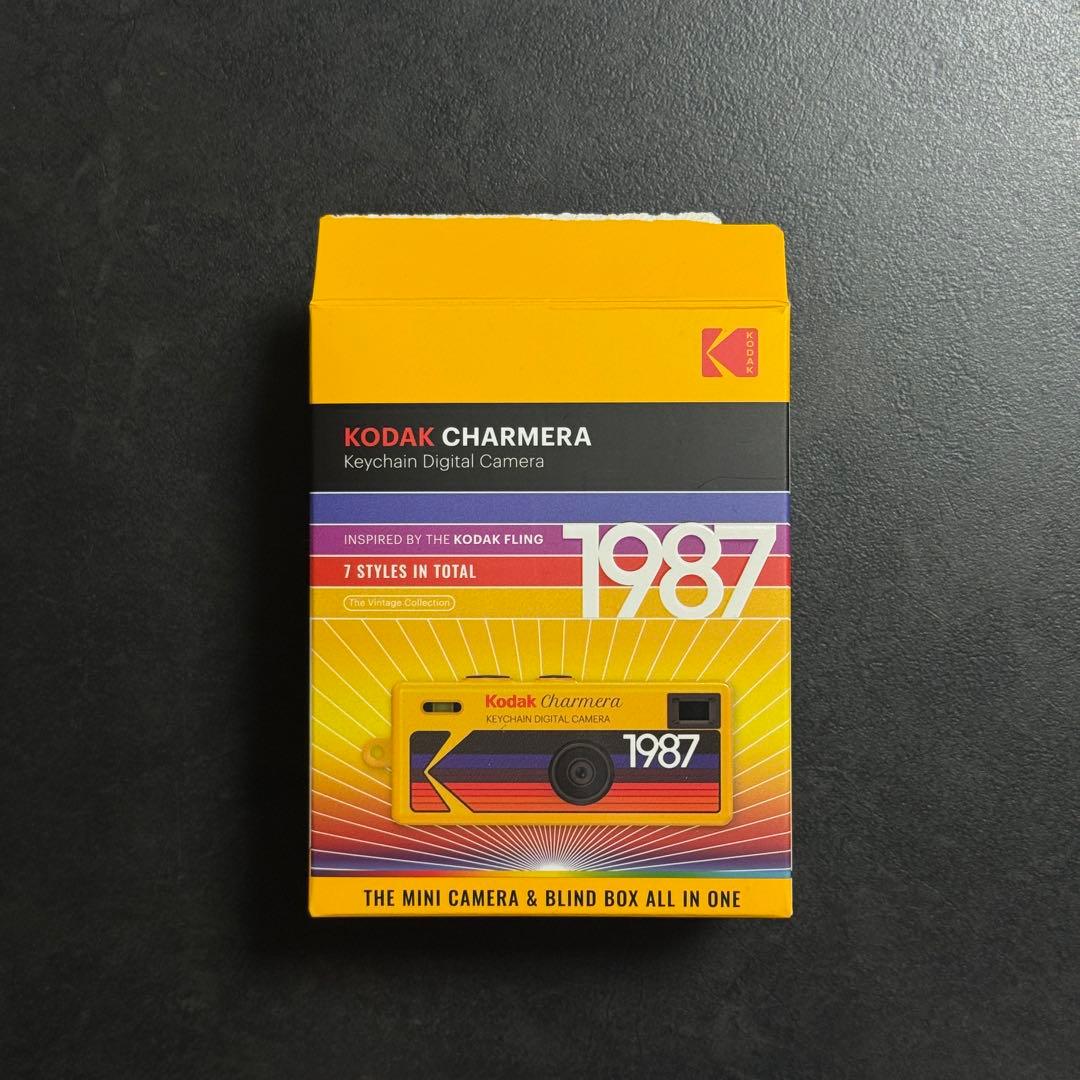 KODAK
KODAK CHARMERA
Keychain Digital Camera
INSPIRED BY THE KODAK FLING
1987
7 STYLES IN TOTAL
The Vintage Collection
Kodak Charmera
KEYCHAIN DIGITAL CAMERA
1987
THE MINI CAMERA & BLIND BOX ALL IN ONE